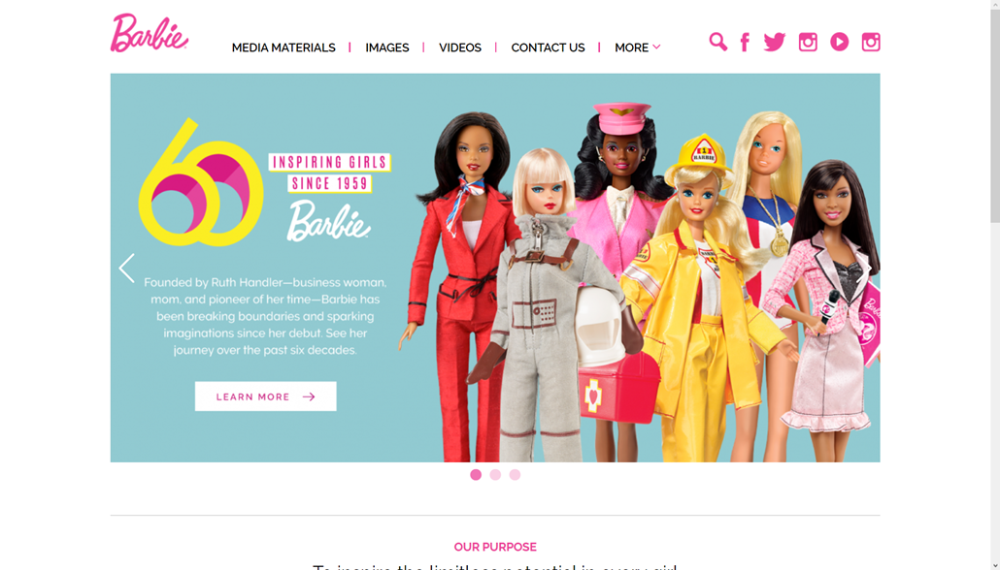 Barbie
MEDIA MATERIALS | IMAGES | VIDEOS | CONTACT US | MORE
60
INSPIRING GIRLS
SINCE 1959
Barbie
Founded by Ruth Handler—business woman,
mom, and pioneer of her time—Barbie has
been breaking boundaries and sparking
imaginations since her debut. See her
journey over the past six decades.
LEARN MORE
OUR PURPOSE
To inspire the limitless potential in every girl